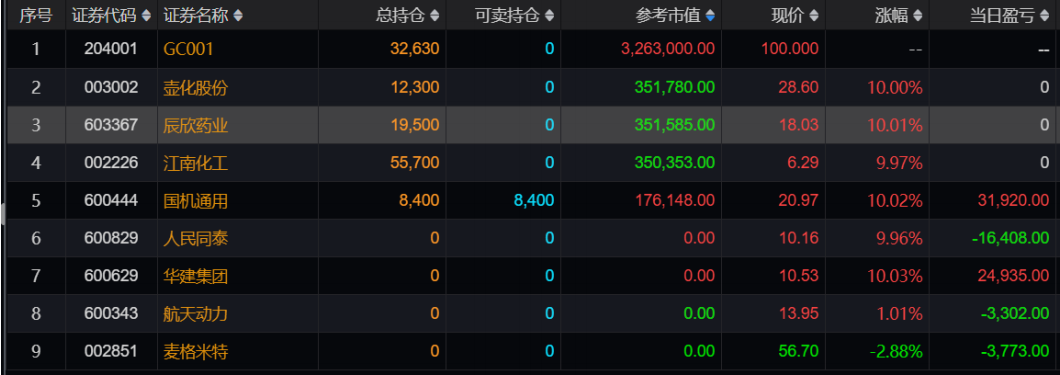 序号 证券代码 证券名称 总持仓 可卖持仓 参考市值 现价 涨幅 当日盈亏
1 204001 GC001 32,630 0 3,263,000.00 100.000 -- --
2 003002 壶化股份 12,300 0 351,780.00 28.60 10.00% 0
3 603367 辰欣药业 19,500 0 351,585.00 18.03 10.01% 0
4 002226 江南化工 55,700 0 350,353.00 6.29 9.97% 0
5 600444 国机通用 8,400 8,400 176,148.00 20.97 10.02% 31,920.00
6 600829 人民同泰 0 0 0.00 10.16 9.96% -16,408.00
7 600629 华建集团 0 0 0.00 10.53 10.03% 24,935.00
8 600343 航天动力 0 0 0.00 13.95 1.01% -3,302.00
9 002851 麦格米特 0 0 0.00 56.70 -2.88% -3,773.00